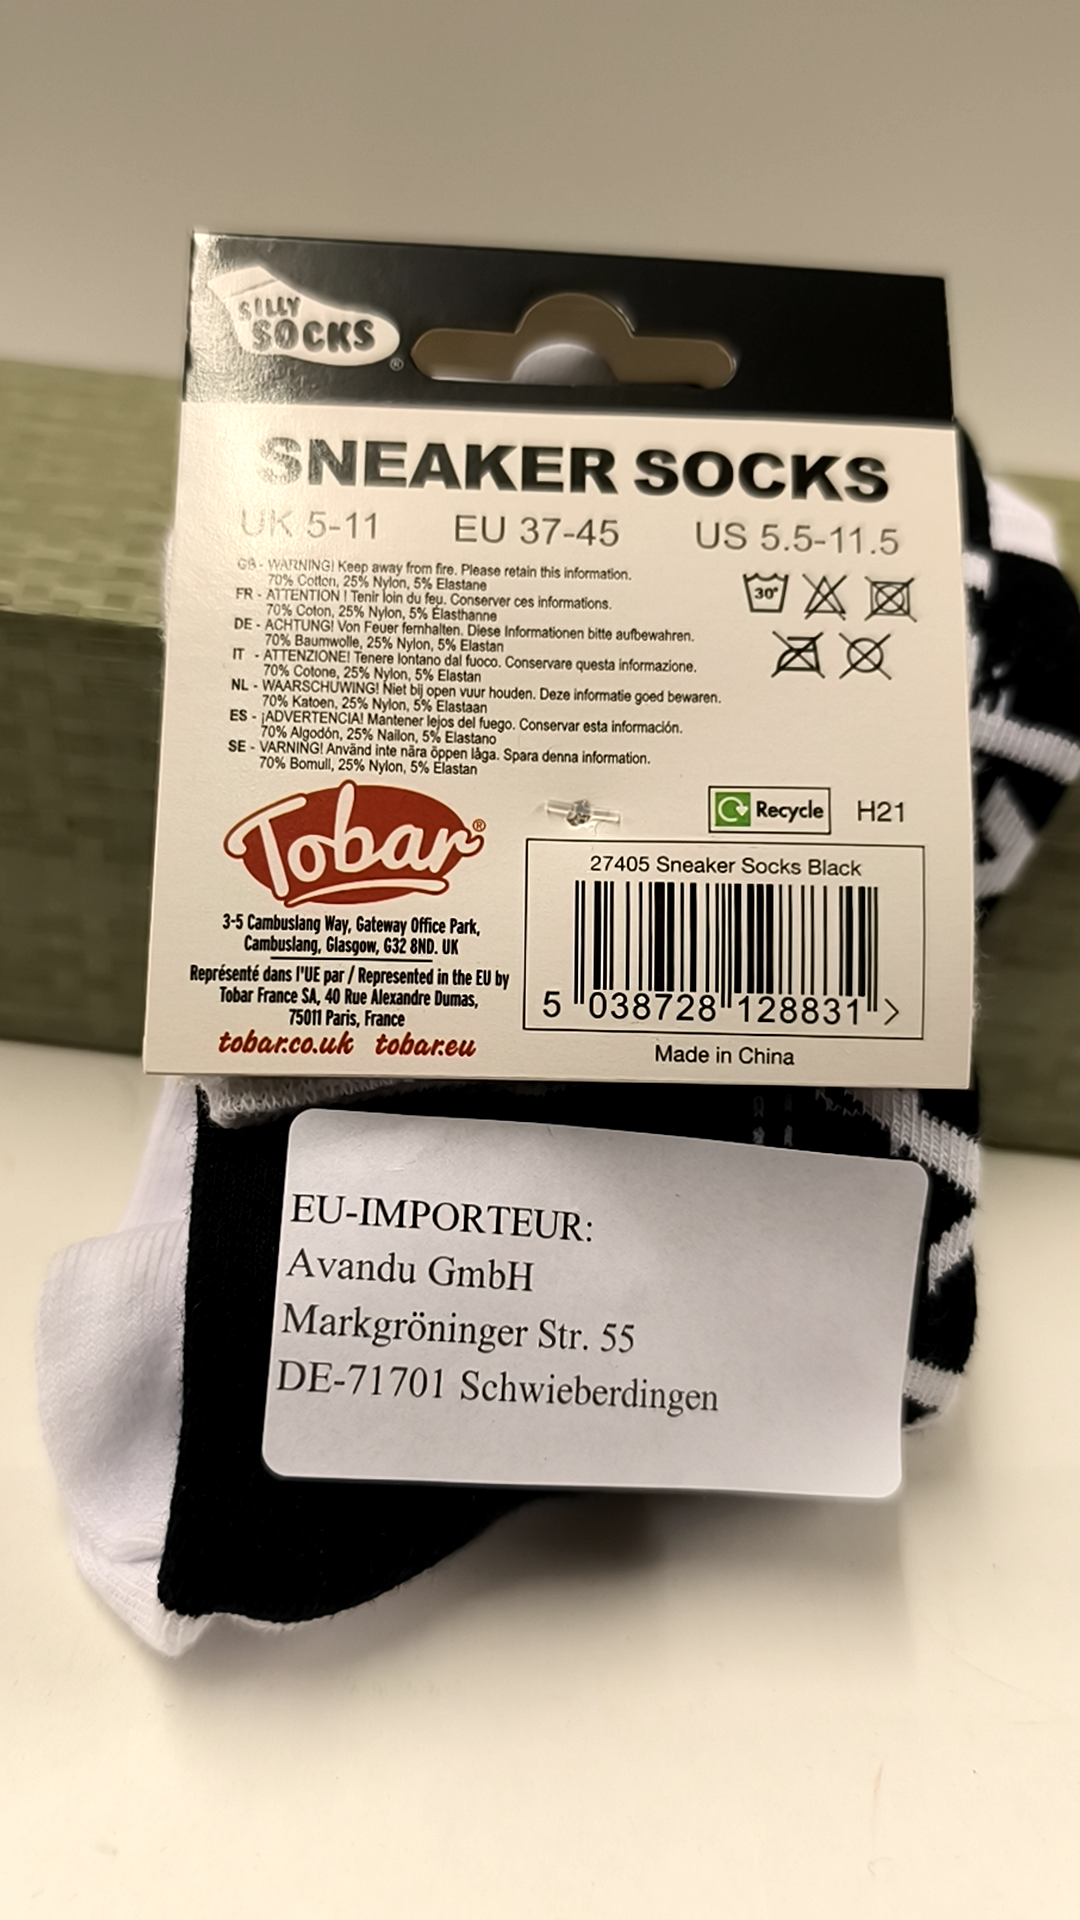 SILLY
SOCKS
®
SNEAKER SOCKS
UK 5-11 EU 37-45 US 5.5-11.5
GB - WARNING! Keep away from fire. Please retain this information.
70% Cotton, 25% Nylon, 5% Elastane
FR - ATTENTION ! Tenir loin du feu. Conserver ces informations.
70% Coton, 25% Nylon, 5% Élasthanne
DE - ACHTUNG! Von Feuer fernhalten. Diese Informationen bitte aufbewahren.
70% Baumwolle, 25% Nylon, 5% Elastan
IT - ATTENZIONE! Tenere lontano dal fuoco. Conservare questa informazione.
70% Cotone, 25% Nylon, 5% Elastan
NL - WAARSCHUWING! Niet bij open vuur houden. Deze informatie goed bewaren.
70% Katoen, 25% Nylon, 5% Elastaan
ES - ¡ADVERTENCIA! Mantener lejos del fuego. Conservar esta información.
70% Algodón, 25% Nailon, 5% Elastano
SE - VARNING! Använd inte nära öppen låga. Spara denna information.
70% Bomull, 25% Nylon, 5% Elastan
30°
Tobar®
3-5 Cambuslang Way, Gateway Office Park,
Cambuslang, Glasgow, G32 8ND. UK
Représenté dans l'UE par / Represented in the EU by
Tobar France SA, 40 Rue Alexandre Dumas,
75011 Paris, France
tobar.co.uk tobar.eu
Recycle H21
27405 Sneaker Socks Black
5 038728 128831 >
Made in China
EU-IMPORTEUR:
Avandu GmbH
Markgröninger Str. 55
DE-71701 Schwieberdingen